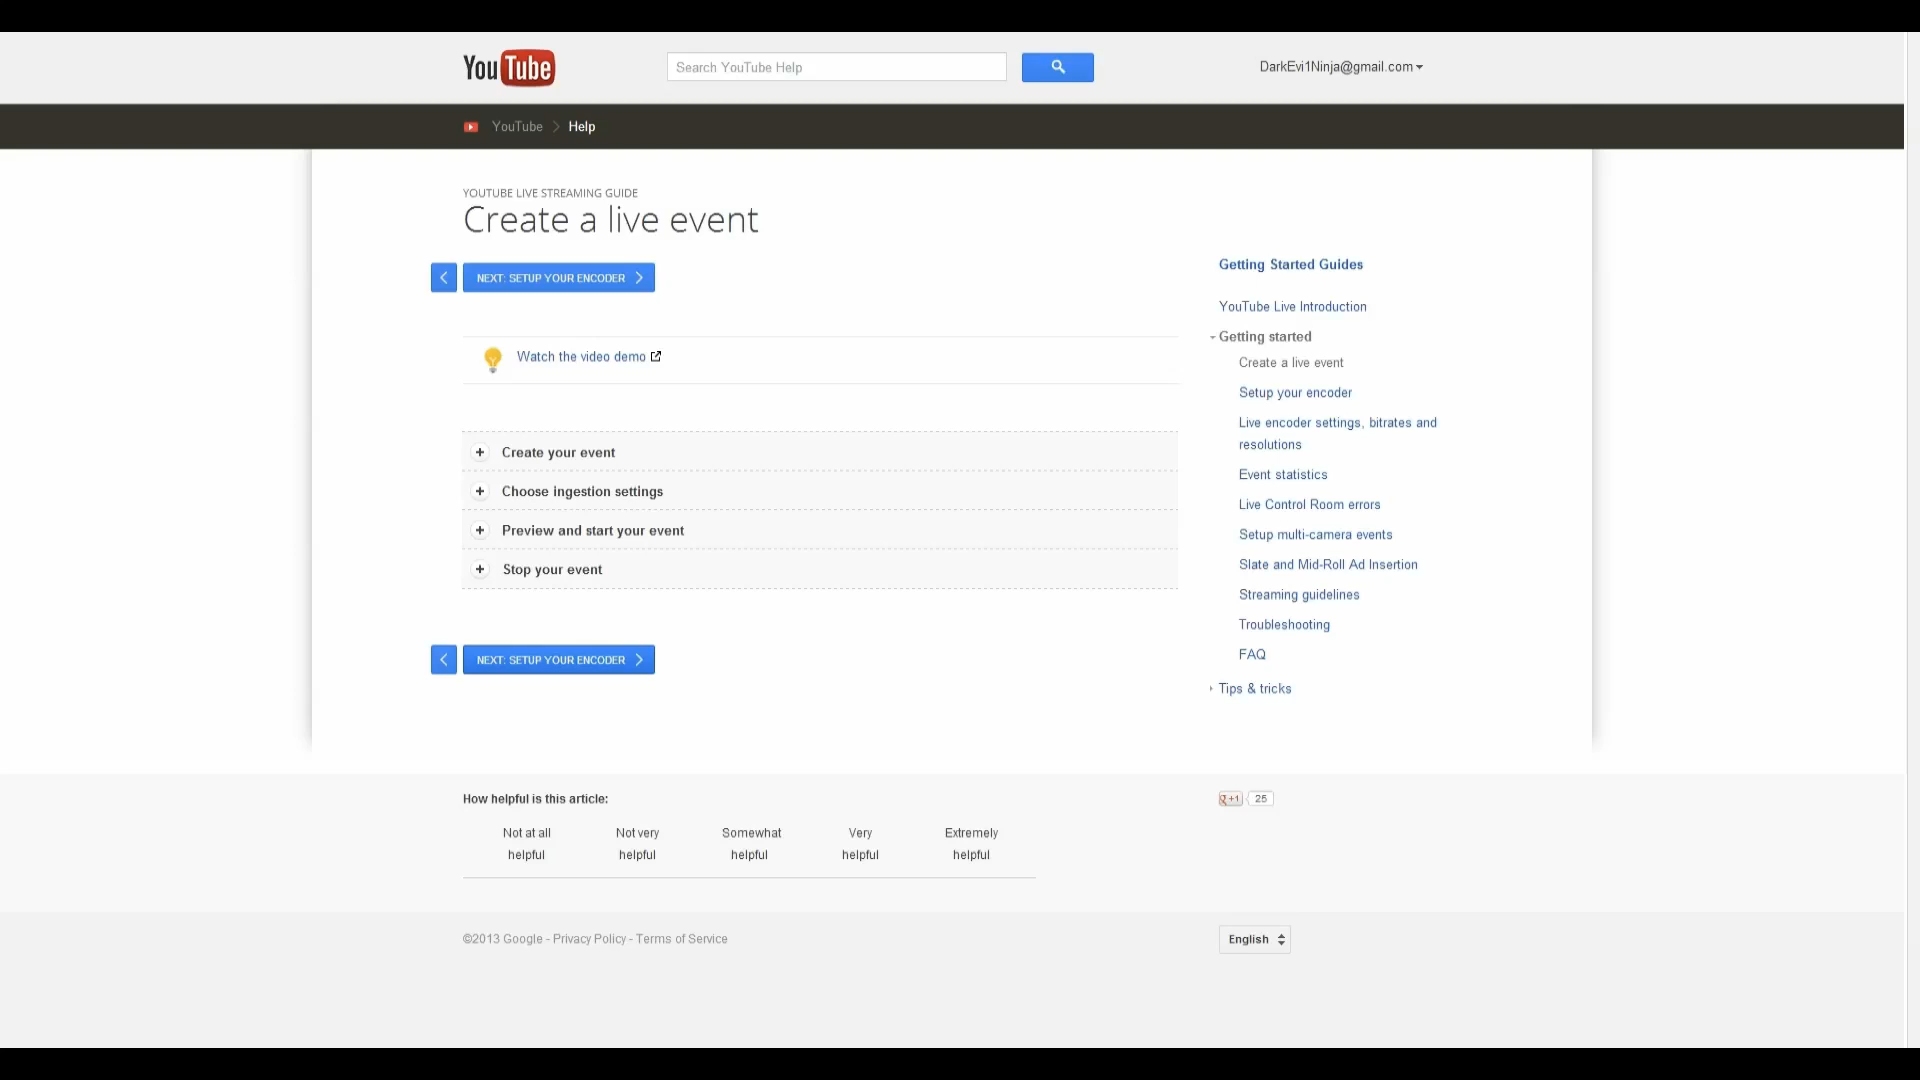 YouTube
Search YouTube Help
DarkEvi1Ninja@gmail.com
YouTube > Help
YOUTUBE LIVE STREAMING GUIDE
Create a live event
NEXT: SETUP YOUR ENCODER
Watch the video demo
Create your event
Choose ingestion settings
Preview and start your event
Stop your event
NEXT: SETUP YOUR ENCODER
Getting Started Guides
YouTube Live Introduction
Getting started
Create a live event
Setup your encoder
Live encoder settings, bitrates and
resolutions
Event statistics
Live Control Room errors
Setup multi-camera events
Slate and Mid-Roll Ad Insertion
Streaming guidelines
Troubleshooting
FAQ
Tips & tricks
How helpful is this article:
Not at all
helpful
Not very
helpful
Somewhat
helpful
Very
helpful
Extremely
helpful
g+1 25
©2013 Google - Privacy Policy - Terms of Service
English